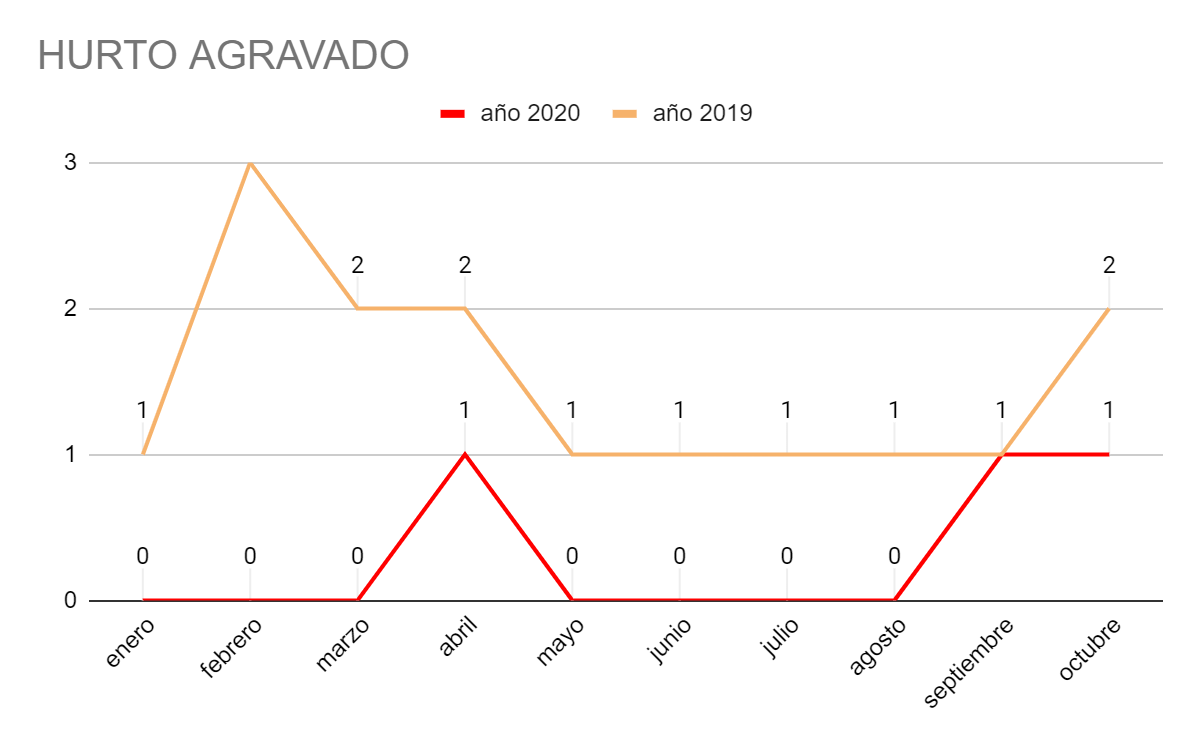 HURTO AGRAVADO
año 2020 año 2019
3
2 2 2
2
1 1 1 1 1 1 1 1
1
0 0 0 0 0 0 0
0
enero febrero marzo abril mayo junio julio agosto septiembre octubre